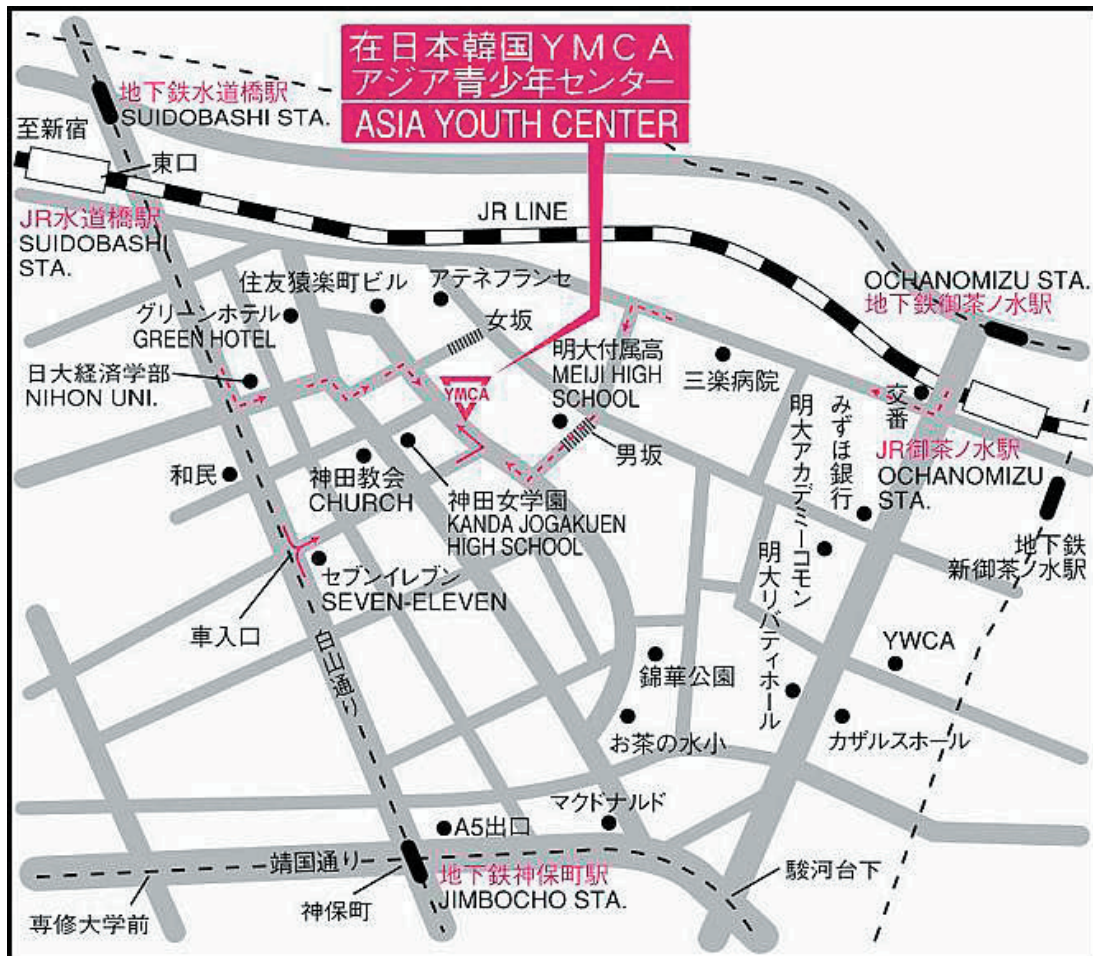 在日本韓国YMCA
アジア青少年センター
ASIA YOUTH CENTER
地下鉄水道橋駅
SUIDOBASHI STA.
至新宿
東口
JR水道橋駅
SUIDOBASHI
STA.
JR LINE
OCHANOMIZU STA.
地下鉄御茶ノ水駅
住友猿楽町ビル
アテネフランセ
グリーンホテル
GREEN HOTEL
女坂
明大付属高
MEIJI HIGH
SCHOOL
三楽病院
日大経済学部
NIHON UNI.
YMCA
交番
みずほ銀行
明大アカデミーコモン
明大リバティホール
JR御茶ノ水駅
OCHANOMIZU
STA.
男坂
和民
神田教会
CHURCH
神田女学園
KANDA JOGAKUEN
HIGH SCHOOL
地下鉄
新御茶ノ水駅
セブンイレブン
SEVEN-ELEVEN
車入口
白山通り
YWCA
錦華公園
お茶の水小
カザルスホール
マクドナルド
A5出口
靖国通り
地下鉄神保町駅
JIMBOCHO STA.
駿河台下
専修大学前
神保町